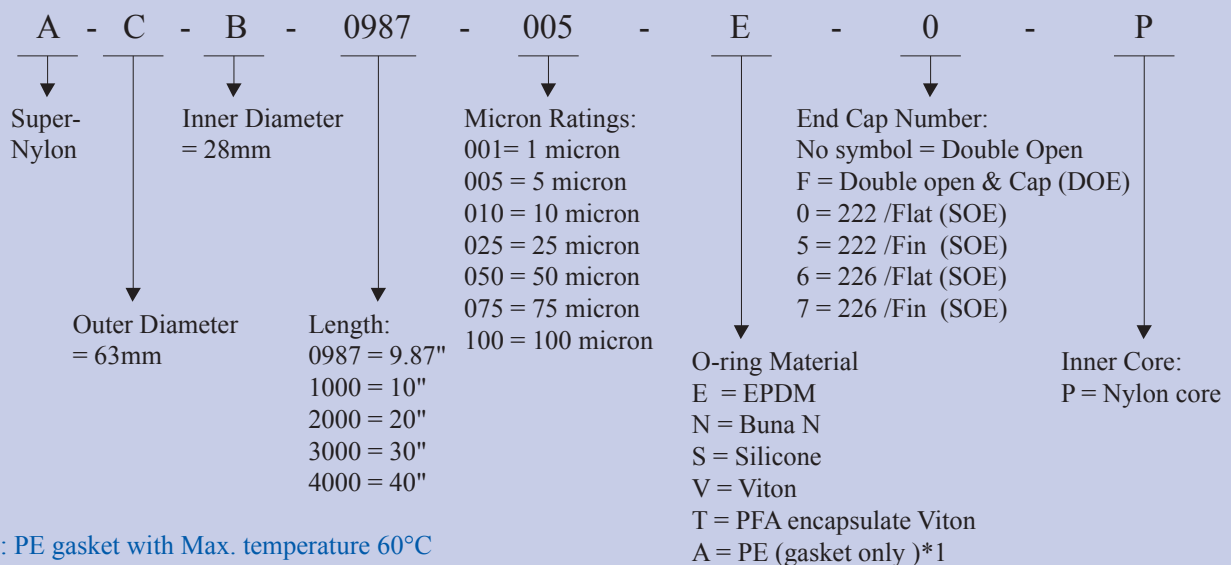 A - C - B - 0987 - 005 - E - 0 - P
Super-
Nylon
Inner Diameter
= 28mm
Micron Ratings:
001= 1 micron
005 = 5 micron
010 = 10 micron
025 = 25 micron
050 = 50 micron
075 = 75 micron
100 = 100 micron
End Cap Number:
No symbol = Double Open
F = Double open & Cap (DOE)
0 = 222 /Flat (SOE)
5 = 222 /Fin (SOE)
6 = 226 /Flat (SOE)
7 = 226 /Fin (SOE)
Outer Diameter
= 63mm
Length:
0987 = 9.87"
1000 = 10"
2000 = 20"
3000 = 30"
4000 = 40"
O-ring Material
E = EPDM
N = Buna N
S = Silicone
V = Viton
T = PFA encapsulate Viton
A = PE (gasket only )*1
Inner Core:
P = Nylon core
: PE gasket with Max. temperature 60°C